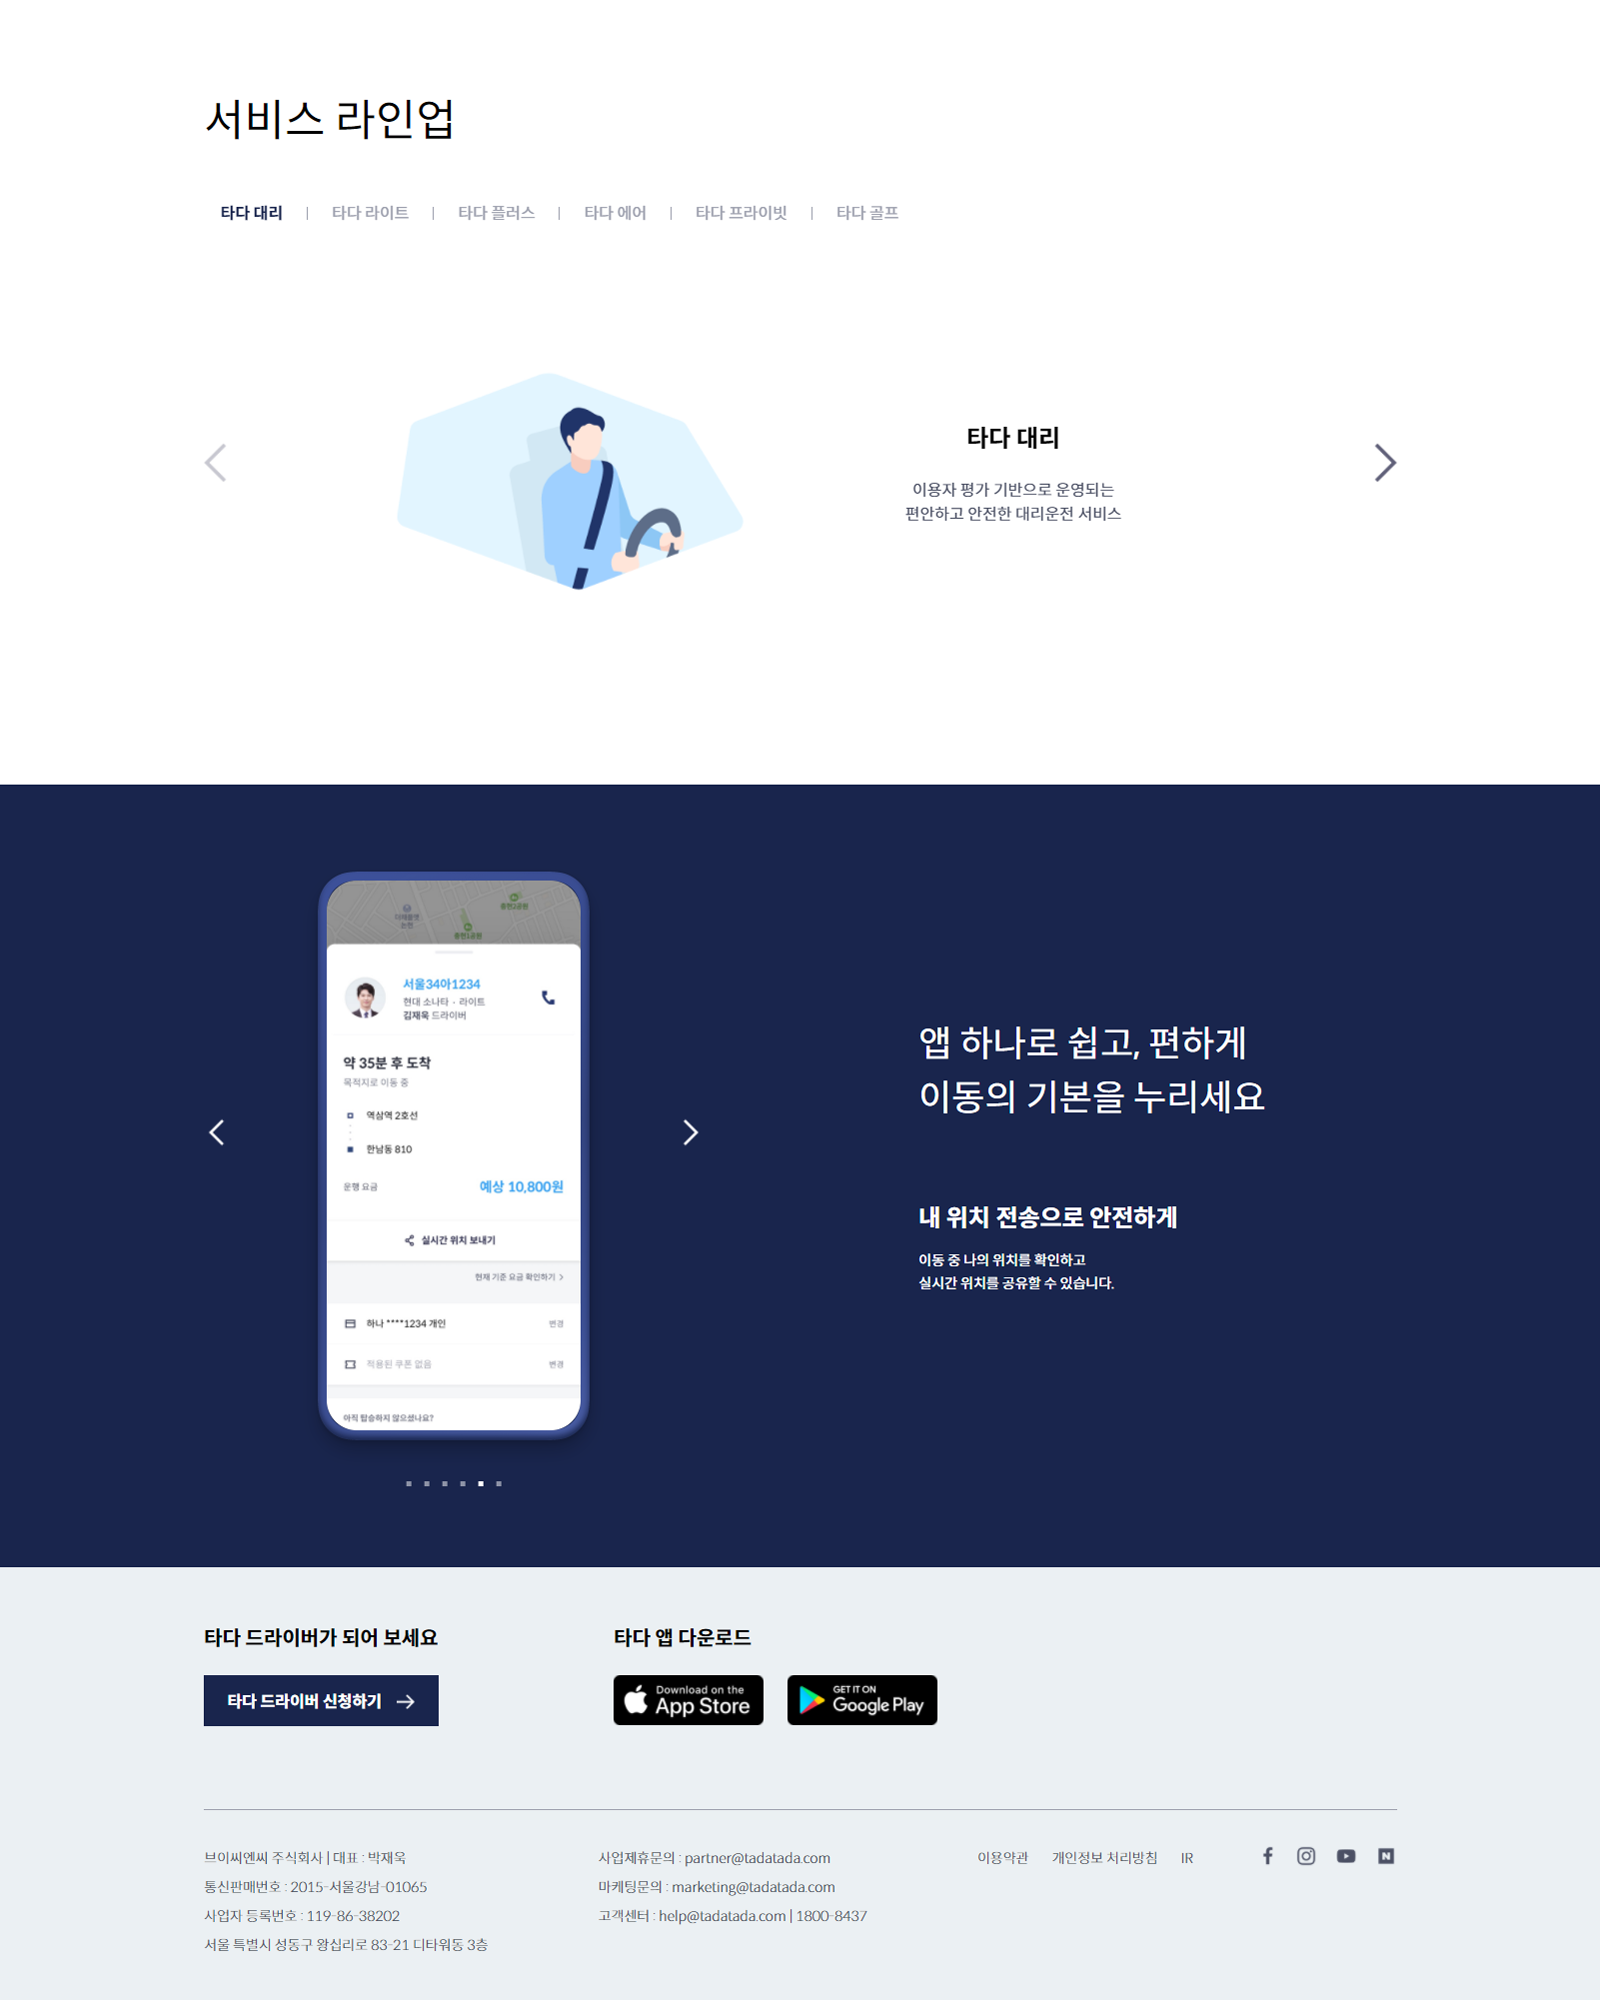 서비스 라인업
타다 대리 | 타다 라이트 | 타다 플러스 | 타다 에어 | 타다 프라이빗 | 타다 골프
타다 대리
이용자 평가 기반으로 운영되는
편안하고 안전한 대리운전 서비스
충현2공원
논현
충현1공원
서울34아1234
현대 소나타 · 라이트
김재욱 드라이버
약 35분 후 도착
목적지로 이동 중
역삼역 2호선
한남동 810
운행 요금 예상 10,800원
실시간 위치 보내기
현재 기준 요금 확인하기 >
하나 ****1234 개인 변경
적용된 쿠폰 없음 변경
아직 탑승하지 않으셨나요?
앱 하나로 쉽고, 편하게
이동의 기본을 누리세요
내 위치 전송으로 안전하게
이동 중 나의 위치를 확인하고
실시간 위치를 공유할 수 있습니다.
타다 드라이버가 되어 보세요
타다 드라이버 신청하기 →
타다 앱 다운로드
Download on the
App Store
GET IT ON
Google Play
브이씨엔씨 주식회사 | 대표 : 박재욱
통신판매번호 : 2015-서울강남-01065
사업자 등록번호 : 119-86-38202
서울 특별시 성동구 왕십리로 83-21 디타워동 3층
사업제휴문의 : partner@tadatada.com
마케팅문의 : marketing@tadatada.com
고객센터 : help@tadatada.com | 1800-8437
이용약관 개인정보 처리방침 IR